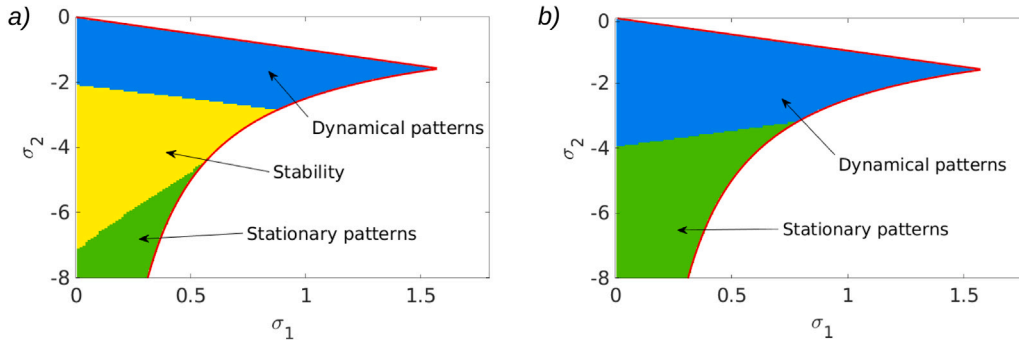 a)
0
-2
-4
-6
-8
σ2
0
0.5
1
1.5
σ1
Dynamical patterns
Stability
Stationary patterns
b)
0
-2
-4
-6
-8
σ2
0
0.5
1
1.5
σ1
Dynamical patterns
Stationary patterns